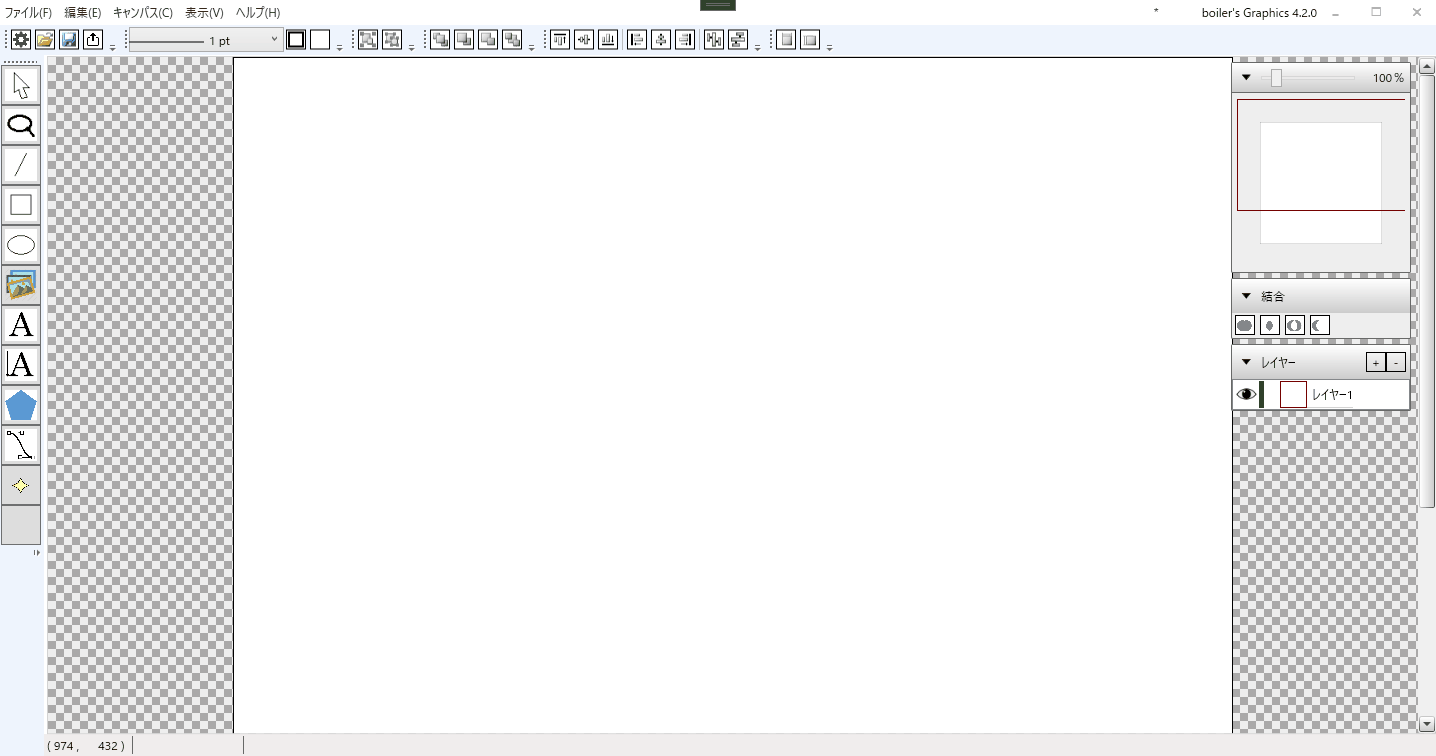 ファイル(F) 編集(E) キャンバス(C) 表示(V) ヘルプ(H) * boiler's Graphics 4.2.0
1 pt
100 %
結合
レイヤー + -
レイヤー1
A
A
( 974 , 432 )